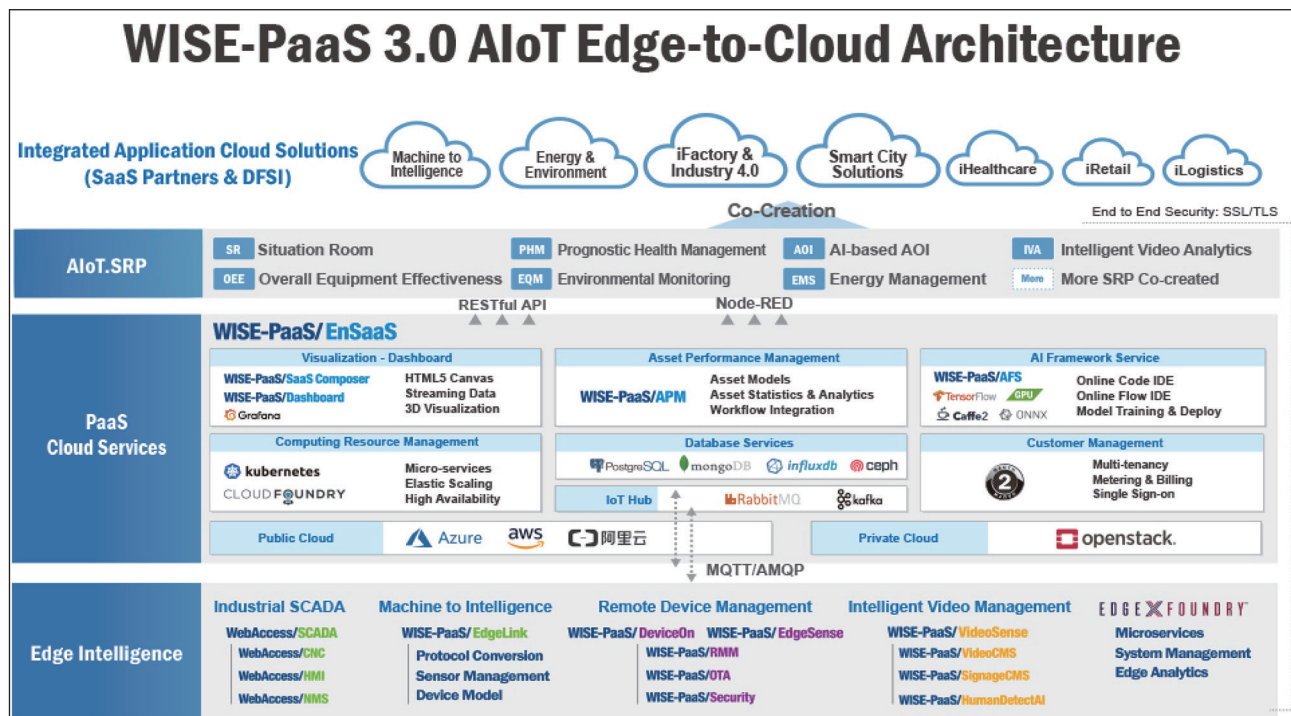 WISE-PaaS 3.0 AIoT Edge-to-Cloud Architecture
Integrated Application Cloud Solutions
(SaaS Partners & DFSI)
Machine to
Intelligence
Energy &
Environment
iFactory &
Industry 4.0
Smart City
Solutions
iHealthcare
iRetail
iLogistics
Co-Creation
End to End Security: SSL/TLS
AIoT.SRP
SR Situation Room
PHM Prognostic Health Management
AOI AI-based AOI
IVA Intelligent Video Analytics
OEE Overall Equipment Effectiveness
EQM Environmental Monitoring
EMS Energy Management
More More SRP Co-created
RESTful API
Node-RED
PaaS
Cloud Services
WISE-PaaS/EnSaaS
Visualization - Dashboard
WISE-PaaS/SaaS Composer
WISE-PaaS/Dashboard
Grafana
HTML5 Canvas
Streaming Data
3D Visualization
Asset Performance Management
WISE-PaaS/APM
Asset Models
Asset Statistics & Analytics
Workflow Integration
AI Framework Service
WISE-PaaS/AFS
TensorFlow GPU
Caffe2 ONNX
Online Code IDE
Online Flow IDE
Model Training & Deploy
Computing Resource Management
kubernetes
CLOUD FOUNDRY
Micro-services
Elastic Scaling
High Availability
Database Services
PostgreSQL mongoDB influxdb ceph
IoT Hub RabbitMQ kafka
Customer Management
2
Multi-tenancy
Metering & Billing
Single Sign-on
Public Cloud Azure aws 阿里云
Private Cloud openstack.
MQTT/AMQP
Edge Intelligence
Industrial SCADA
WebAccess/SCADA
WebAccess/CNC
WebAccess/HMI
WebAccess/NMS
Machine to Intelligence
WISE-PaaS/EdgeLink
Protocol Conversion
Sensor Management
Device Model
Remote Device Management
WISE-PaaS/DeviceOn WISE-PaaS/EdgeSense
WISE-PaaS/RMM
WISE-PaaS/OTA
WISE-PaaS/Security
Intelligent Video Management
WISE-PaaS/VideoSense
WISE-PaaS/VideoCMS
WISE-PaaS/SignageCMS
WISE-PaaS/HumanDetectAI
EDGE X FOUNDRY™
Microservices
System Management
Edge Analytics